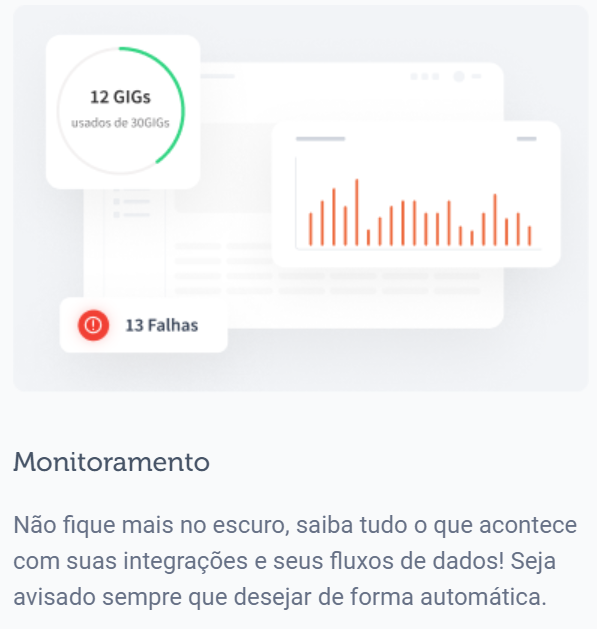 12 GIGs
usados de 30GIGs
13 Falhas
Monitoramento
Não fique mais no escuro, saiba tudo o que acontece
com suas integrações e seus fluxos de dados! Seja
avisado sempre que desejar de forma automática.